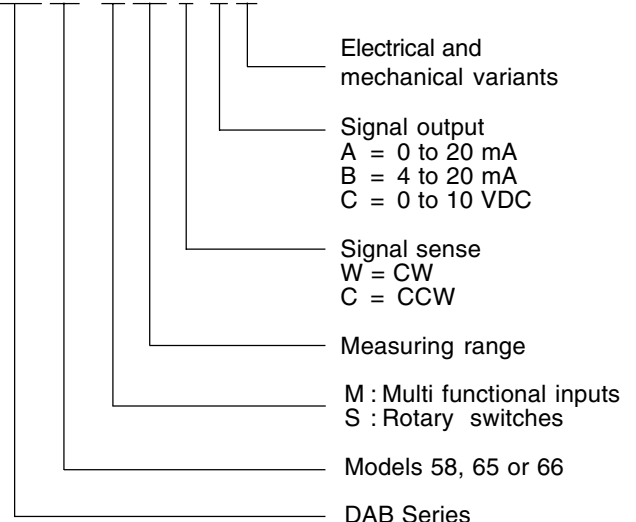 Electrical and
mechanical variants
Signal output
A = 0 to 20 mA
B = 4 to 20 mA
C = 0 to 10 VDC
Signal sense
W = CW
C = CCW
Measuring range
M : Multi functional inputs
S : Rotary switches
Models 58, 65 or 66
DAB Series